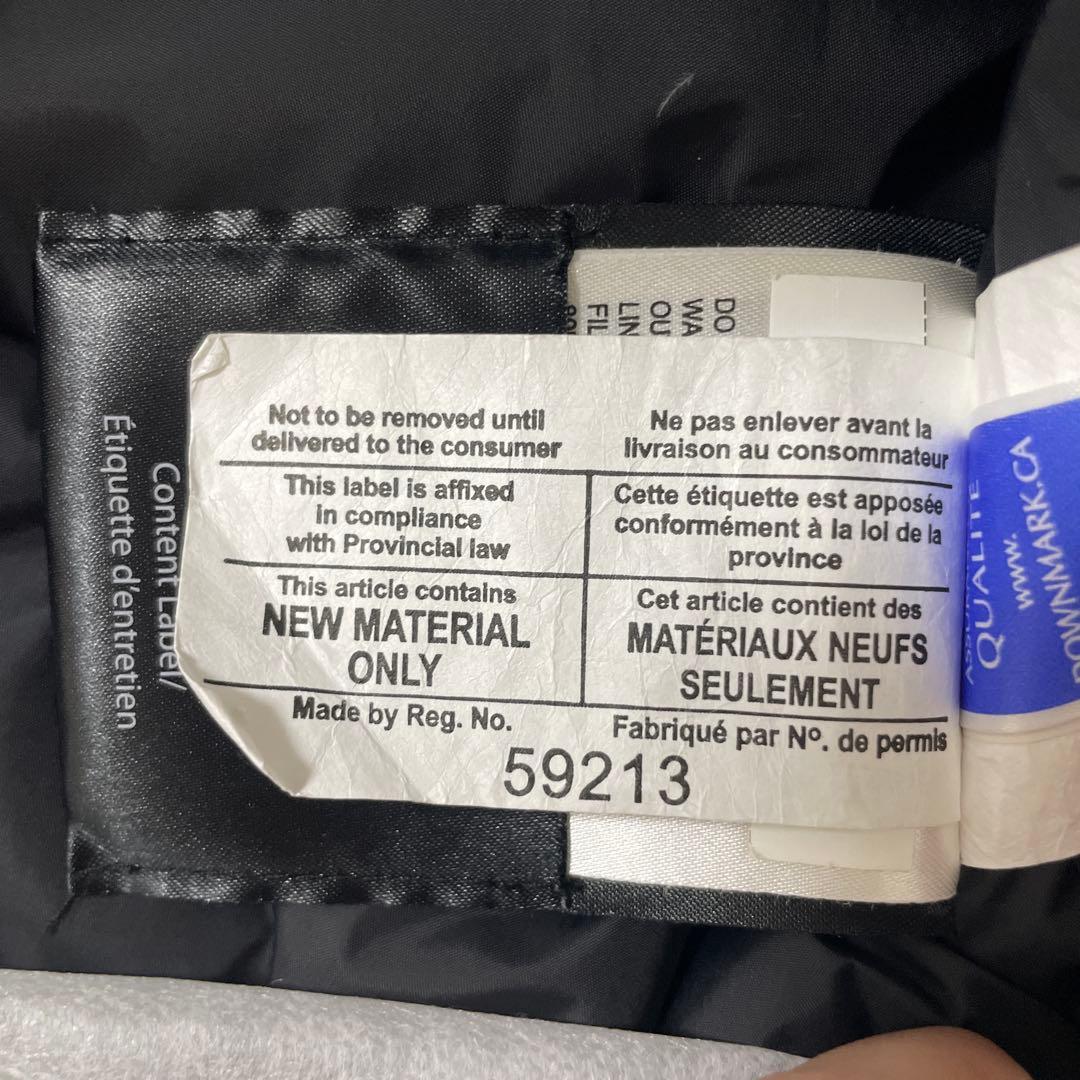 Not to be removed until
delivered to the consumer
Ne pas enlever avant la
livraison au consommateur
This label is affixed
in compliance
with Provincial law
Cette étiquette est apposée
conformément à la loi de la
province
This article contains
NEW MATERIAL
ONLY
Cet article contient des
MATÉRIAUX NEUFS
SEULEMENT
Made by Reg. No.
Fabriqué par Nº. de permis
59213
Content Label/
Étiquette d'entretien
DO
WA
OU
LIN
FIL
QUALITÉ
www.
DOWNMARK.CA